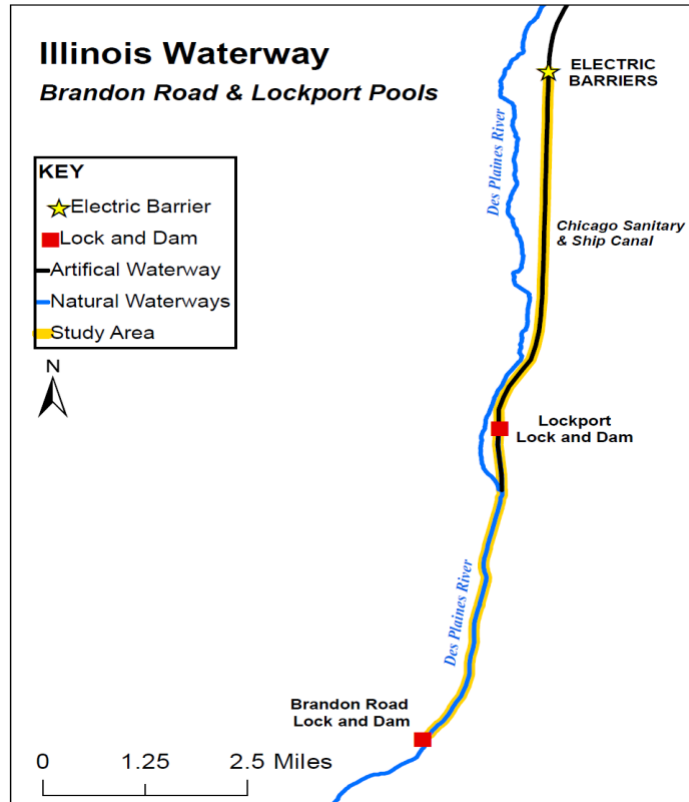 Illinois Waterway
Brandon Road & Lockport Pools
ELECTRIC
BARRIERS
KEY
Electric Barrier
Lock and Dam
Artifical Waterway
Natural Waterways
Study Area
N
Des Plaines River
Chicago Sanitary
& Ship Canal
Lockport
Lock and Dam
Des Plaines River
Brandon Road
Lock and Dam
0 1.25 2.5 Miles